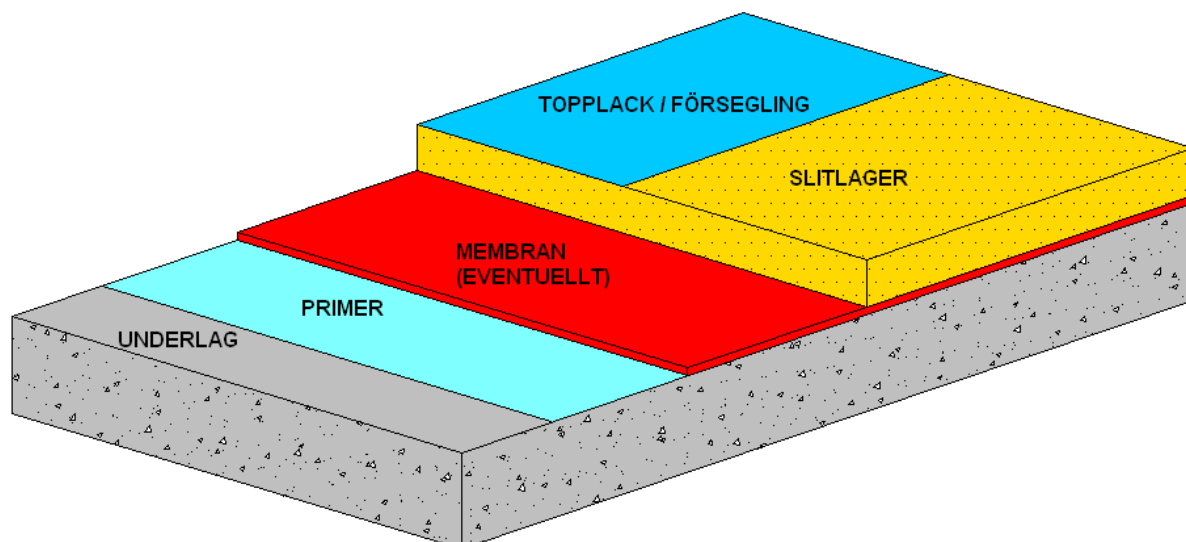 TOPPLACK / FÖRSEGLING
SLITLAGER
MEMBRAN
(EVENTUELLT)
PRIMER
UNDERLAG